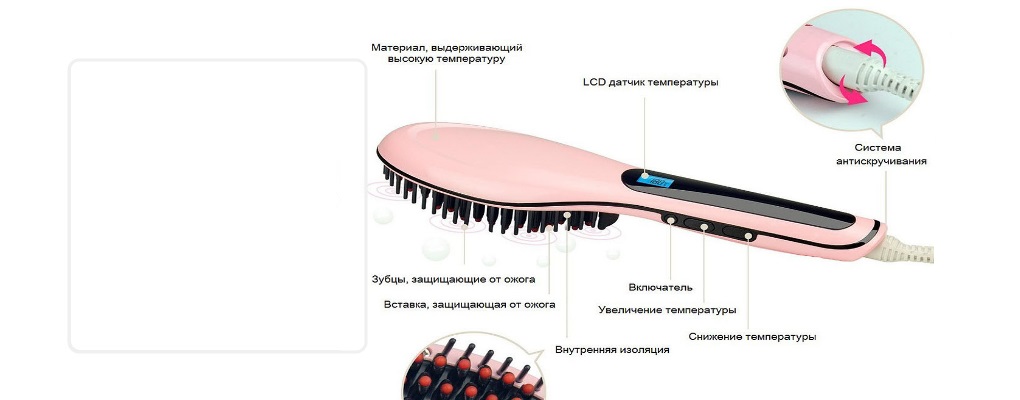 Материал, выдерживающий
высокую температуру
LCD датчик температуры
Система
антискручивания
Зубцы, защищающие от ожога
Вставка, защищающая от ожога
Включатель
Увеличение температуры
Снижение температуры
Внутренняя изоляция